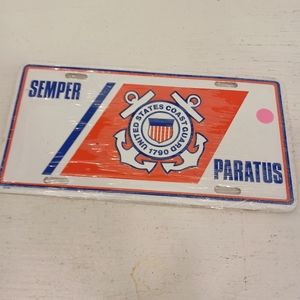 SEMPER
UNITED STATES COAST GUARD
1790
PARATUS